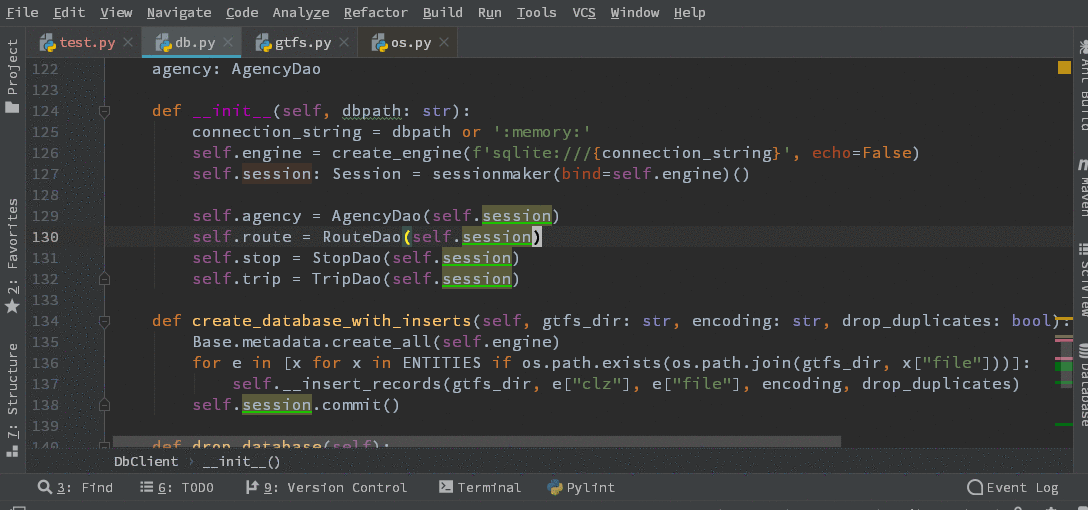 File Edit View Navigate Code Analyze Refactor Build Run Tools VCS Window Help
test.py db.py gtfs.py os.py
Project
2: Favorites
7: Structure
122 agency: AgencyDao
123
124 def __init__(self, dbpath: str):
125 connection_string = dbpath or ':memory:'
126 self.engine = create_engine(f'sqlite:///{connection_string}', echo=False)
127 self.session: Session = sessionmaker(bind=self.engine)()
128
129 self.agency = AgencyDao(self.session)
130 self.route = RouteDao(self.session)
131 self.stop = StopDao(self.session)
132 self.trip = TripDao(self.session)
133
134 def create_database_with_inserts(self, gtfs_dir: str, encoding: str, drop_duplicates: bool):
135 Base.metadata.create_all(self.engine)
136 for e in [x for x in ENTITIES if os.path.exists(os.path.join(gtfs_dir, x["file"]))]:
137 self.__insert_records(gtfs_dir, e["clz"], e["file"], encoding, drop_duplicates)
138 self.session.commit()
139
140 def drop_database(self):
Ant Build
Maven
SciView
Database
DbClient › __init__()
3: Find 6: TODO 9: Version Control Terminal Pylint Event Log